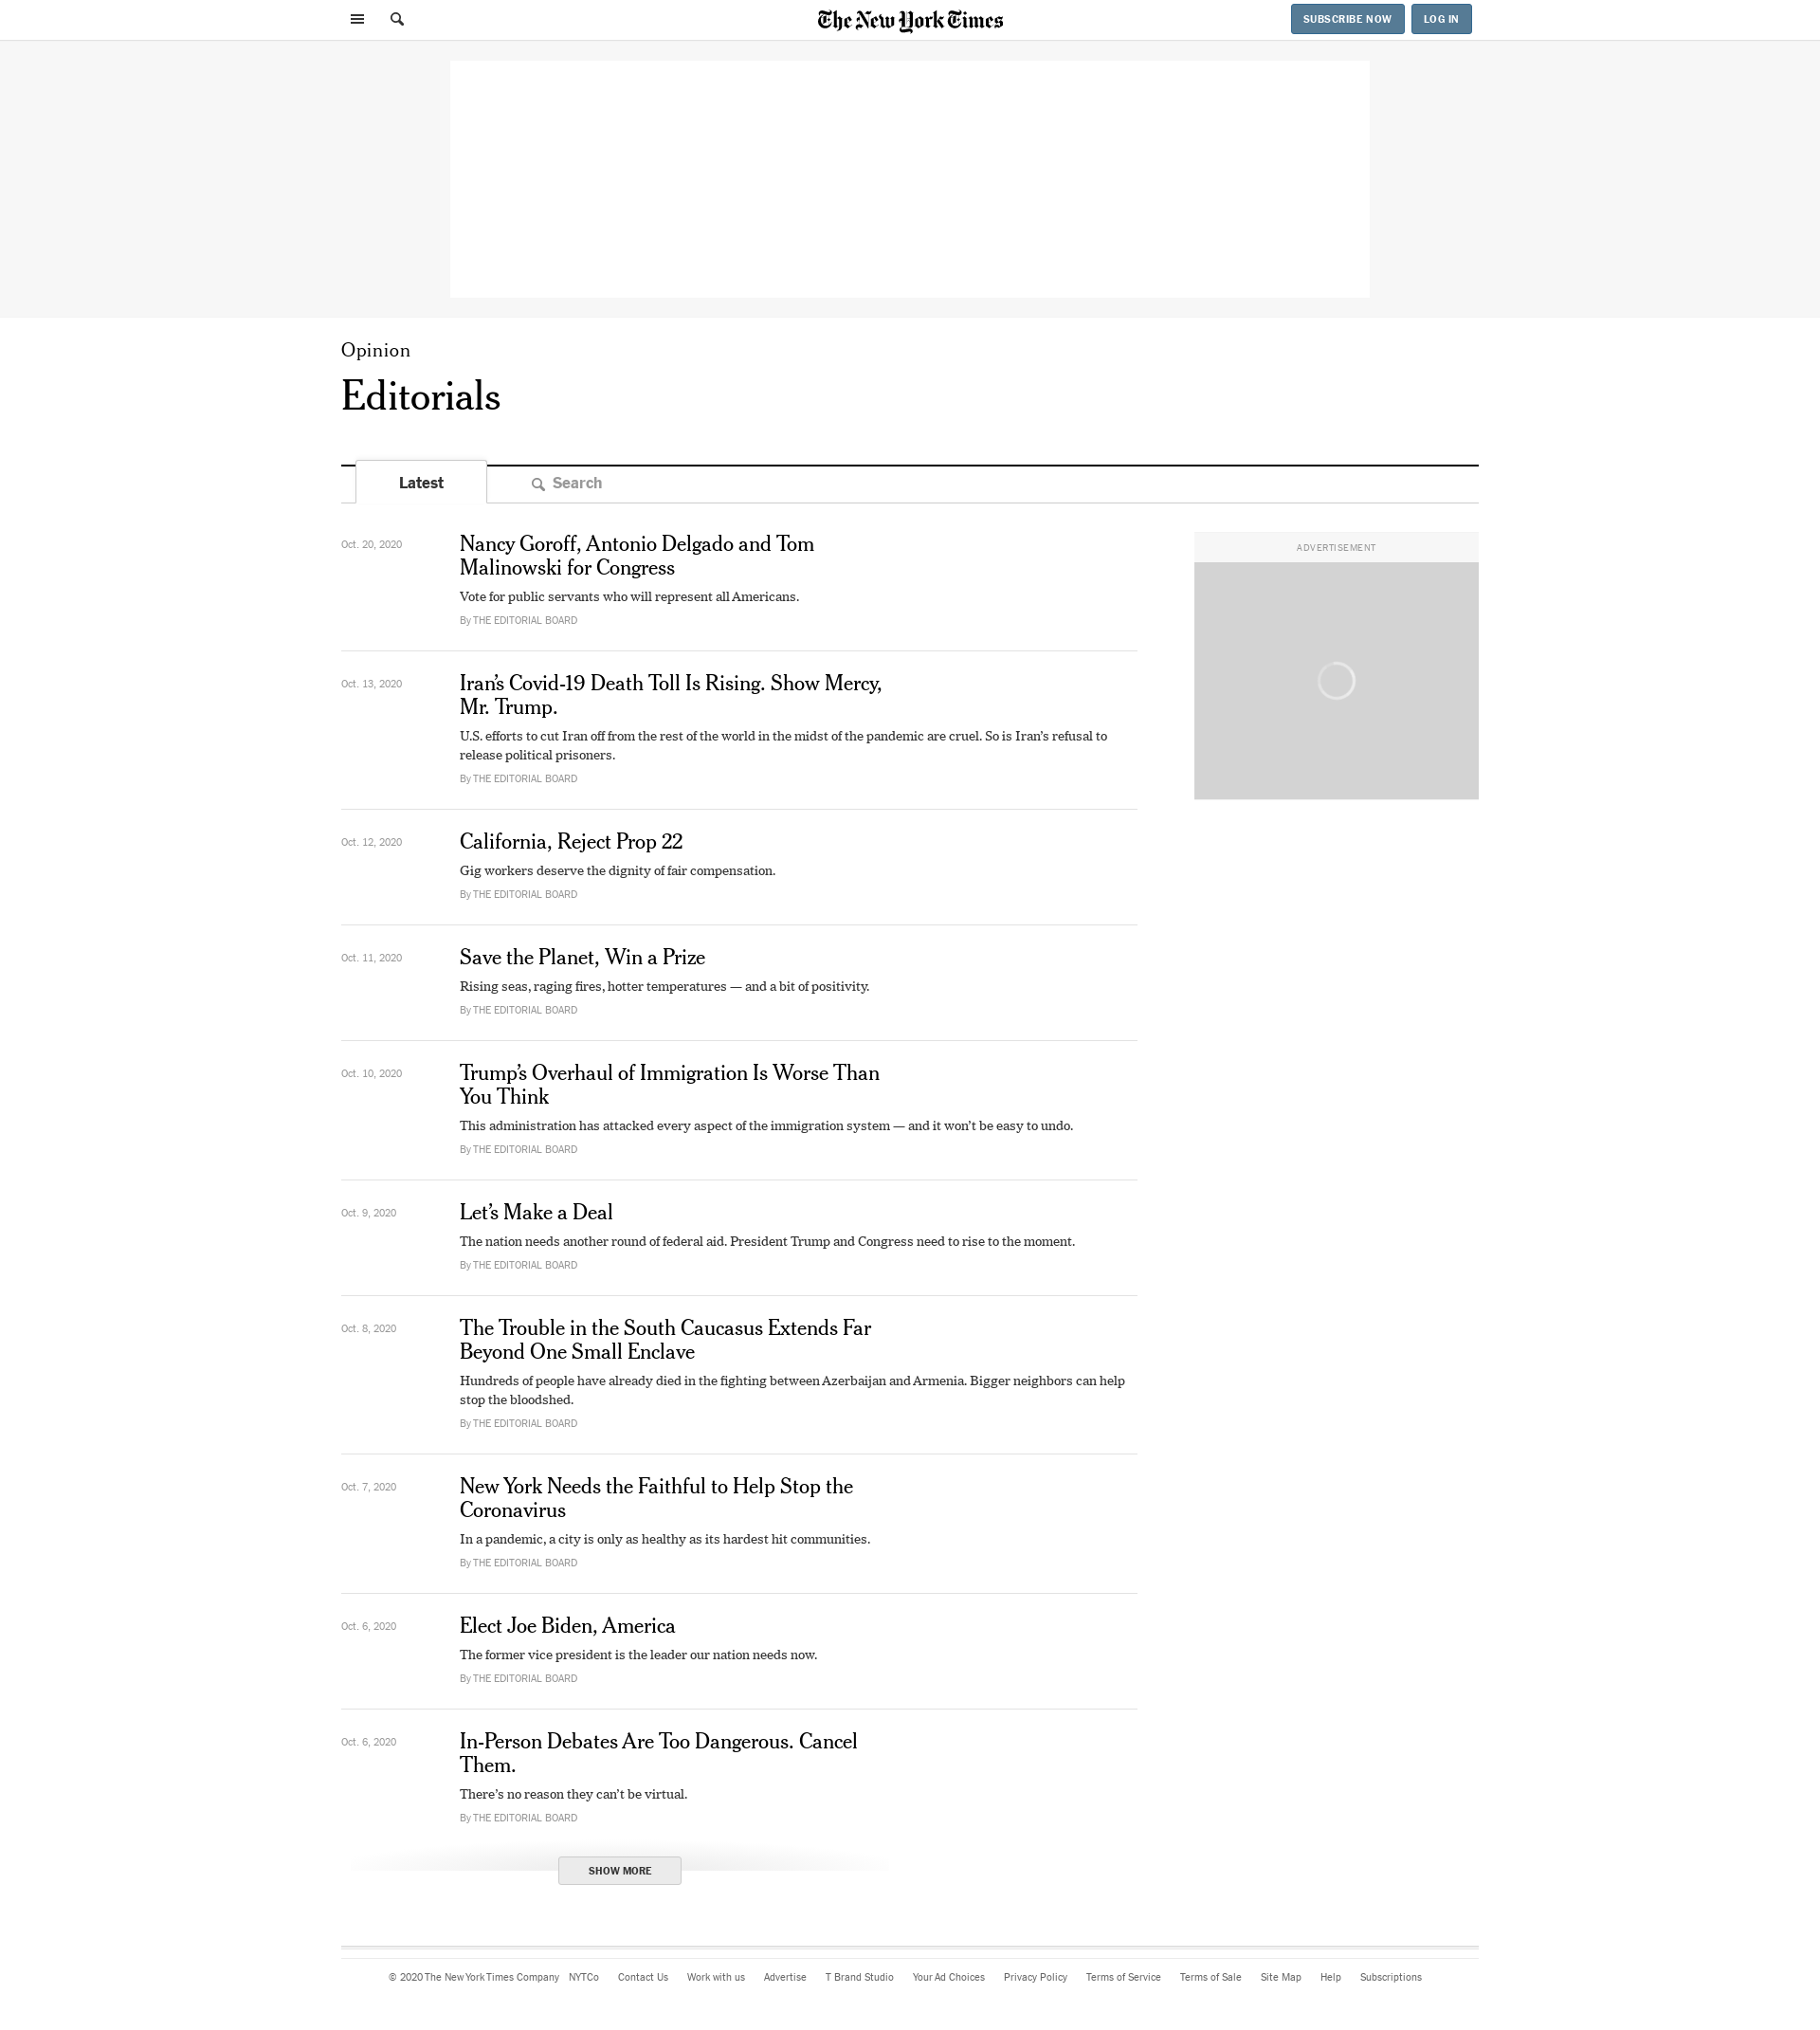 The New York Times
SUBSCRIBE NOW
LOG IN
Opinion
Editorials
Latest
Search
Oct. 20, 2020
Nancy Goroff, Antonio Delgado and Tom
Malinowski for Congress
Vote for public servants who will represent all Americans.
By THE EDITORIAL BOARD
ADVERTISEMENT
Oct. 13, 2020
Iran’s Covid-19 Death Toll Is Rising. Show Mercy,
Mr. Trump.
U.S. efforts to cut Iran off from the rest of the world in the midst of the pandemic are cruel. So is Iran’s refusal to
release political prisoners.
By THE EDITORIAL BOARD
Oct. 12, 2020
California, Reject Prop 22
Gig workers deserve the dignity of fair compensation.
By THE EDITORIAL BOARD
Oct. 11, 2020
Save the Planet, Win a Prize
Rising seas, raging fires, hotter temperatures — and a bit of positivity.
By THE EDITORIAL BOARD
Oct. 10, 2020
Trump’s Overhaul of Immigration Is Worse Than
You Think
This administration has attacked every aspect of the immigration system — and it won’t be easy to undo.
By THE EDITORIAL BOARD
Oct. 9, 2020
Let’s Make a Deal
The nation needs another round of federal aid. President Trump and Congress need to rise to the moment.
By THE EDITORIAL BOARD
Oct. 8, 2020
The Trouble in the South Caucasus Extends Far
Beyond One Small Enclave
Hundreds of people have already died in the fighting between Azerbaijan and Armenia. Bigger neighbors can help
stop the bloodshed.
By THE EDITORIAL BOARD
Oct. 7, 2020
New York Needs the Faithful to Help Stop the
Coronavirus
In a pandemic, a city is only as healthy as its hardest hit communities.
By THE EDITORIAL BOARD
Oct. 6, 2020
Elect Joe Biden, America
The former vice president is the leader our nation needs now.
By THE EDITORIAL BOARD
Oct. 6, 2020
In-Person Debates Are Too Dangerous. Cancel
Them.
There’s no reason they can’t be virtual.
By THE EDITORIAL BOARD
SHOW MORE
© 2020 The New York Times Company NYTCo Contact Us Work with us Advertise T Brand Studio Your Ad Choices Privacy Policy Terms of Service Terms of Sale Site Map Help Subscriptions